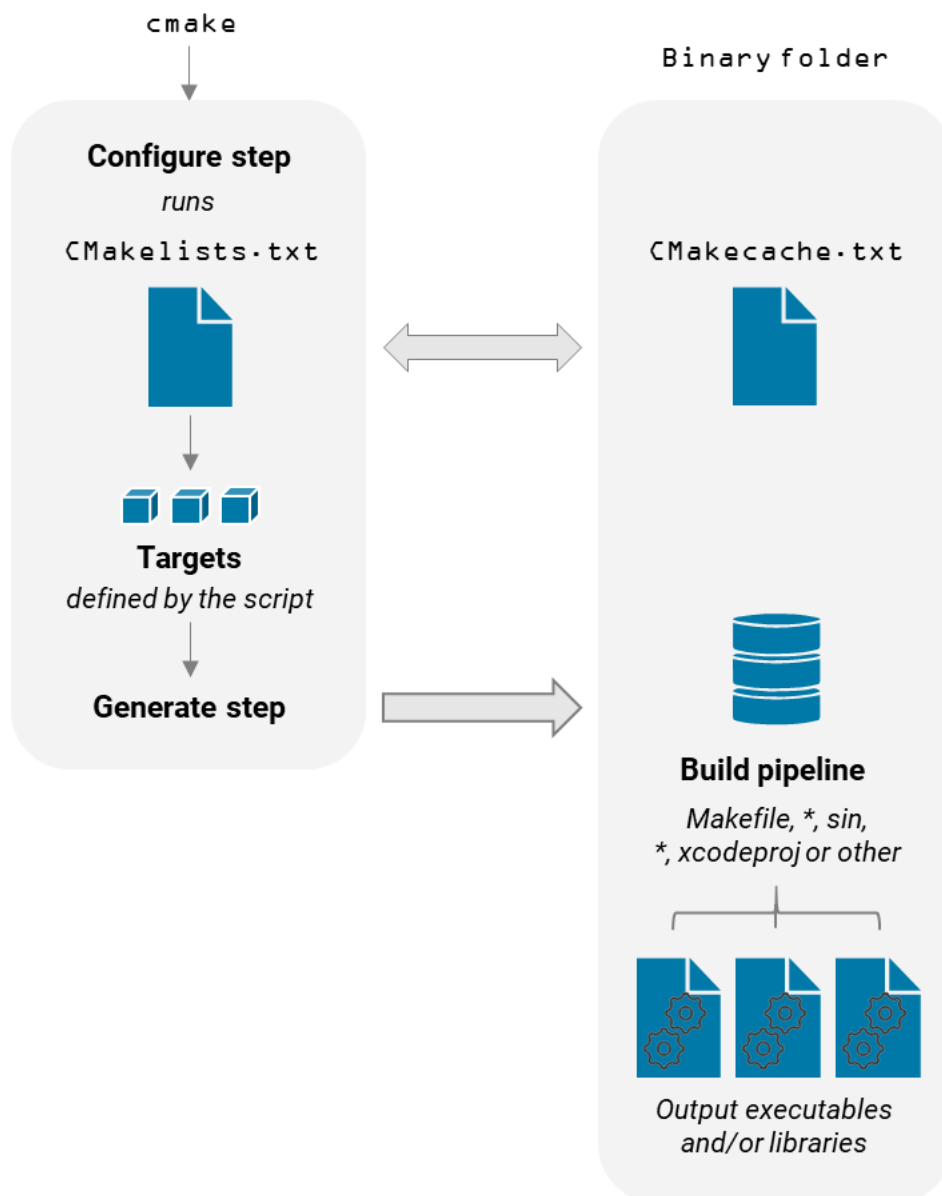 cmake
Configure step
runs
CMakelists.txt
Targets
defined by the script
Generate step
Binary folder
CMakecache.txt
Build pipeline
Makefile, *, sin,
*, xcodeproj or other
Output executables
and/or libraries